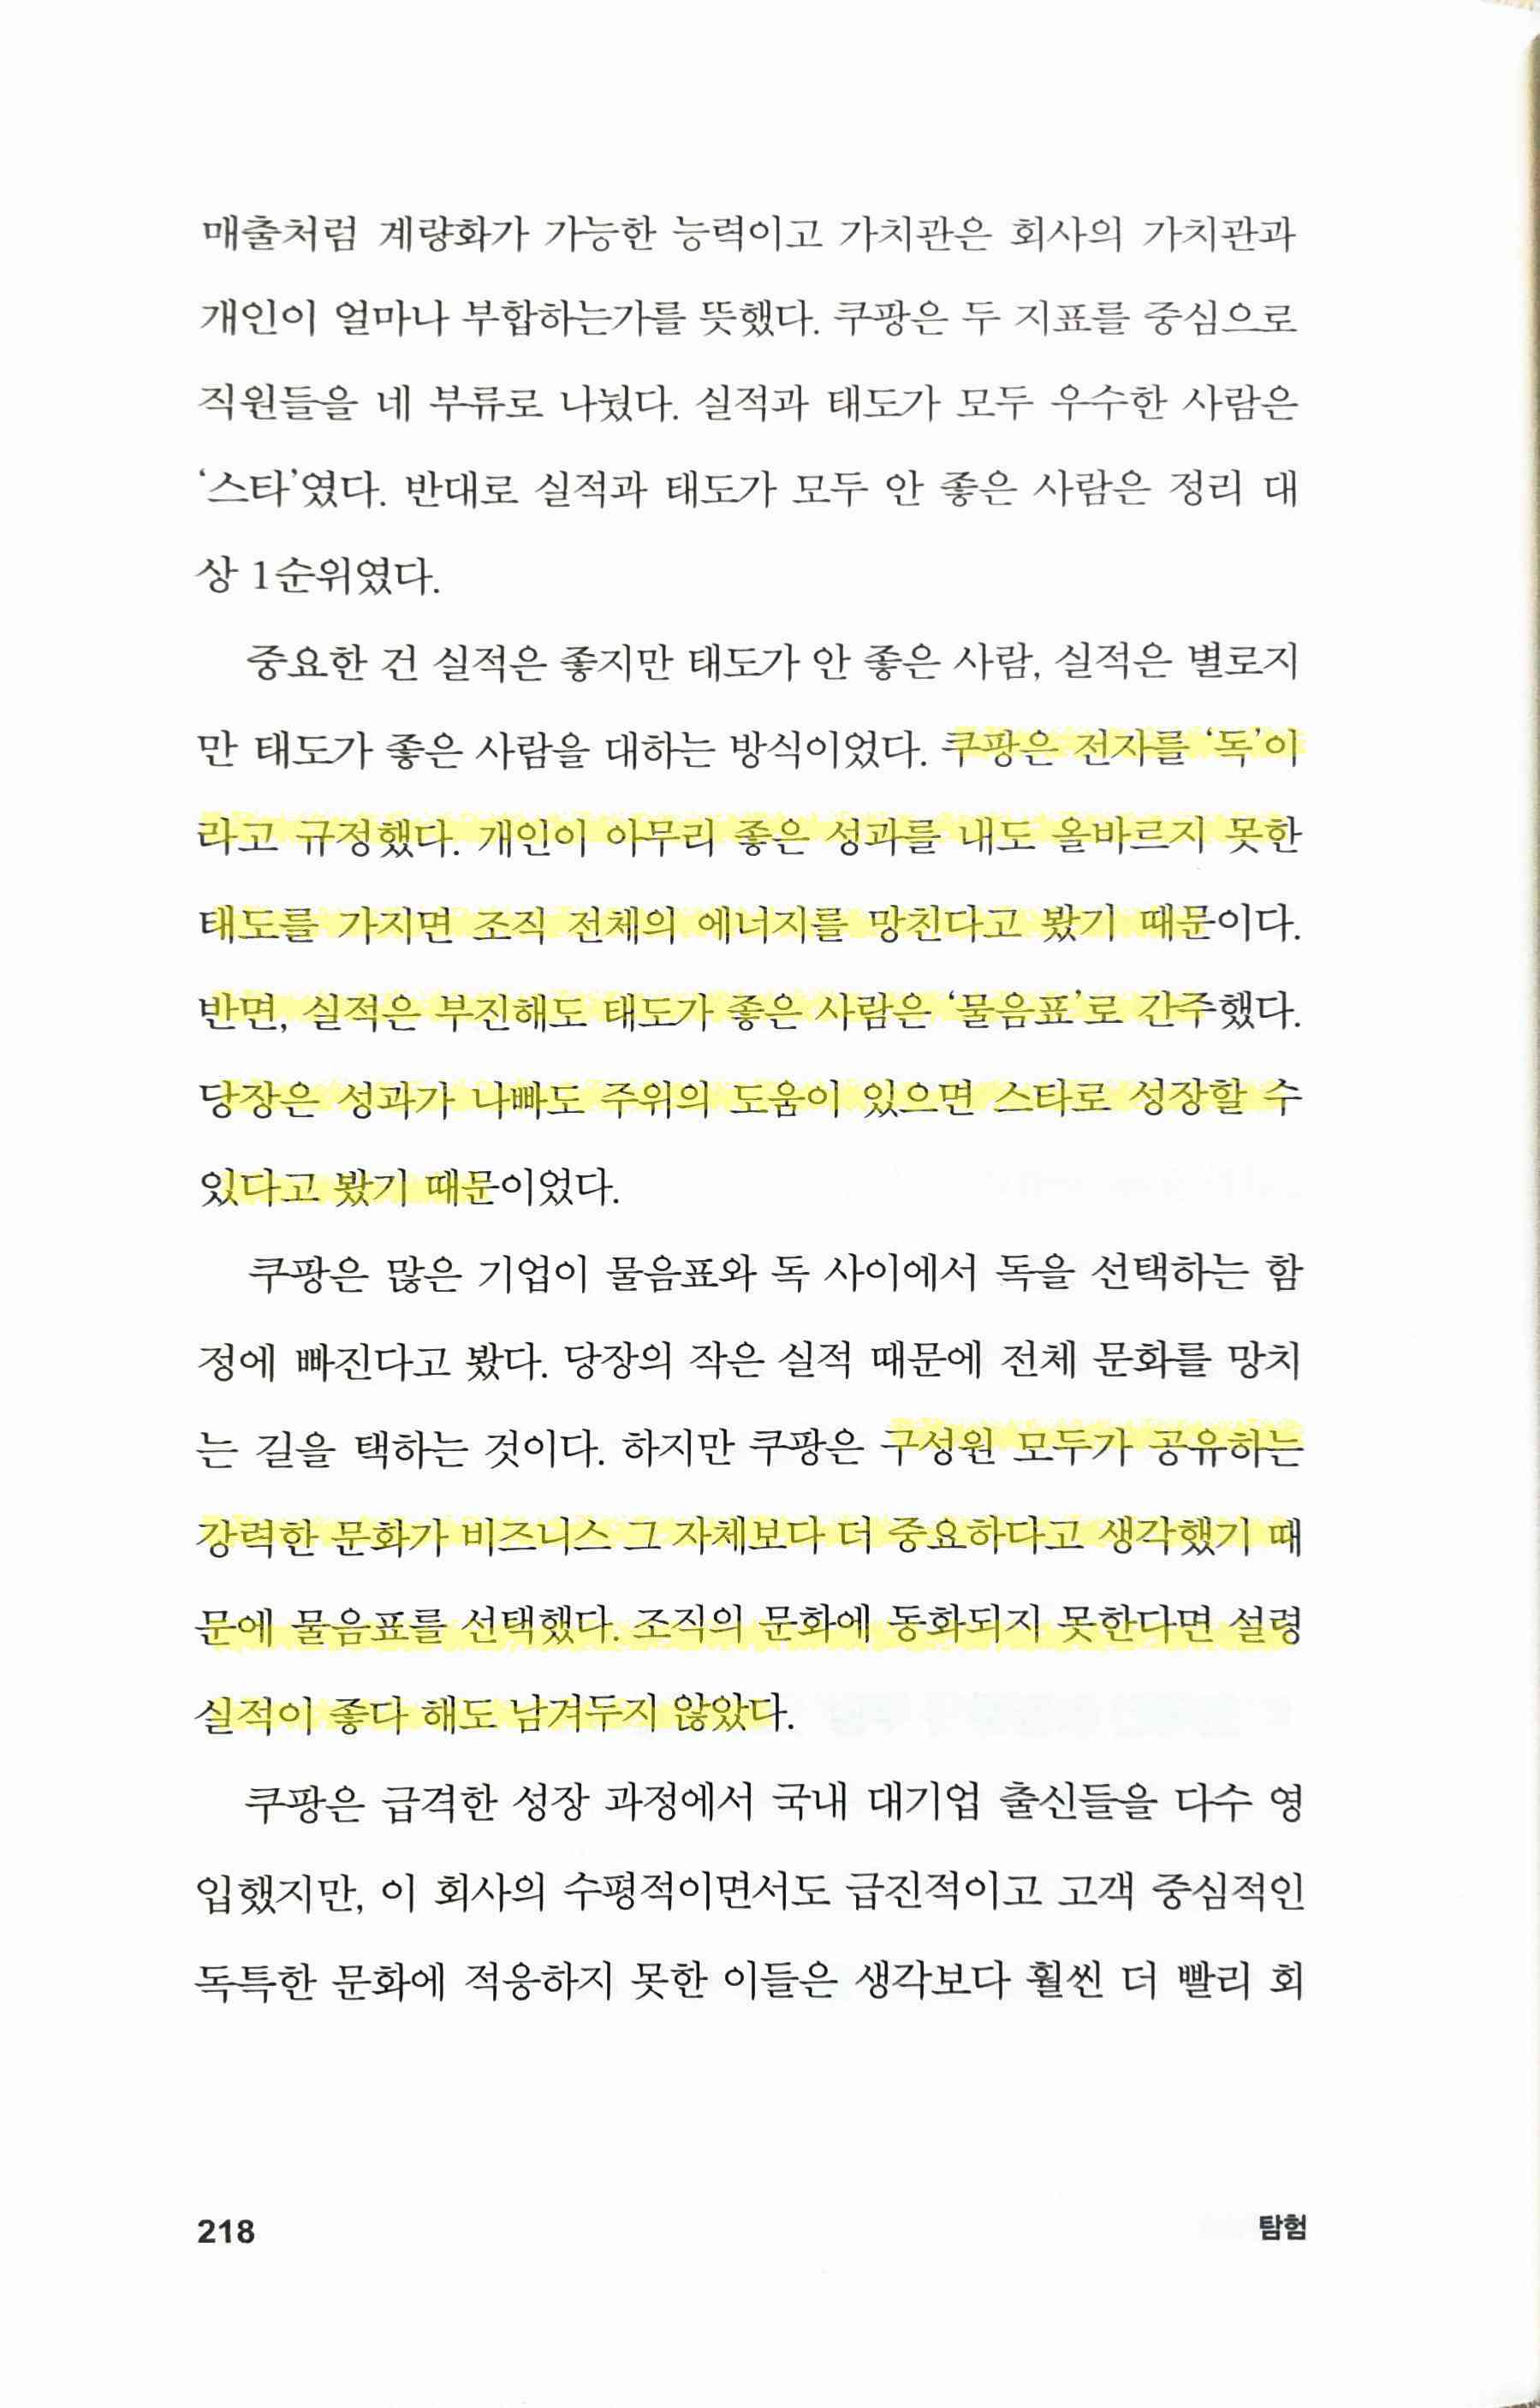 매출처럼 계량화가 가능한 능력이고 가치관은 회사의 가치관과
개인이 얼마나 부합하는가를 뜻했다. 쿠팡은 두 지표를 중심으로
직원들을 네 부류로 나눴다. 실적과 태도가 모두 우수한 사람은
‘스타’였다. 반대로 실적과 태도가 모두 안 좋은 사람은 정리 대
상 1순위였다.
중요한 건 실적은 좋지만 태도가 안 좋은 사람, 실적은 별로지
만 태도가 좋은 사람을 대하는 방식이었다. 쿠팡은 전자를 ‘독’이
라고 규정했다. 개인이 아무리 좋은 성과를 내도 올바르지 못한
태도를 가지면 조직 전체의 에너지를 망친다고 봤기 때문이다.
반면, 실적은 부진해도 태도가 좋은 사람은 ‘물음표’로 간주했다.
당장은 성과가 나빠도 주위의 도움이 있으면 스타로 성장할 수
있다고 봤기 때문이었다.
쿠팡은 많은 기업이 물음표와 독 사이에서 독을 선택하는 함
정에 빠진다고 봤다. 당장의 작은 실적 때문에 전체 문화를 망치
는 길을 택하는 것이다. 하지만 쿠팡은 구성원 모두가 공유하는
강력한 문화가 비즈니스 그 자체보다 더 중요하다고 생각했기 때
문에 물음표를 선택했다. 조직의 문화에 동화되지 못한다면 설령
실적이 좋다 해도 남겨두지 않았다.
쿠팡은 급격한 성장 과정에서 국내 대기업 출신들을 다수 영
입했지만, 이 회사의 수평적이면서도 급진적이고 고객 중심적인
독특한 문화에 적응하지 못한 이들은 생각보다 훨씬 더 빨리 회
218
탐험